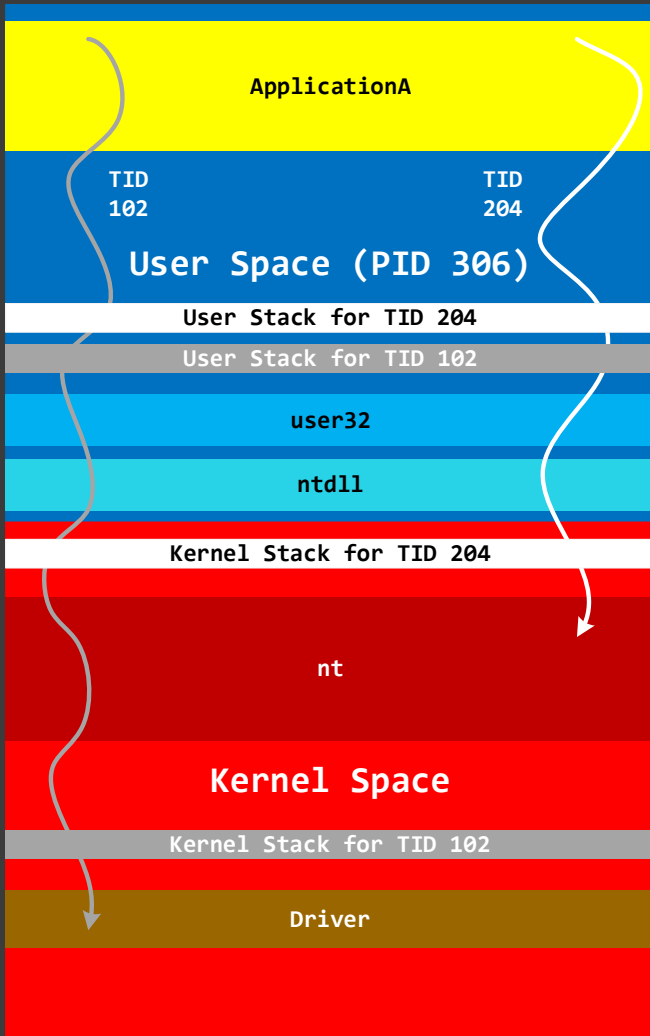 ApplicationA
TID
102
TID
204
User Space (PID 306)
User Stack for TID 204
User Stack for TID 102
user32
ntdll
Kernel Stack for TID 204
nt
Kernel Space
Kernel Stack for TID 102
Driver